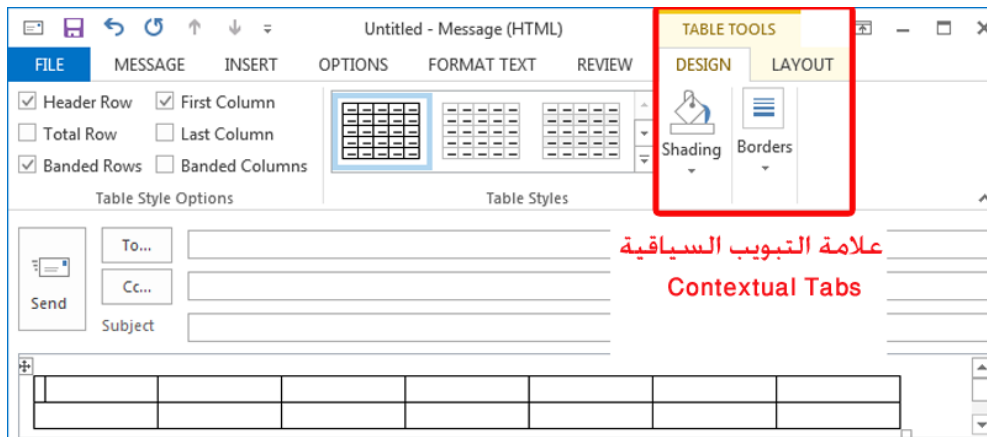 Untitled - Message (HTML)
TABLE TOOLS
FILE MESSAGE INSERT OPTIONS FORMAT TEXT REVIEW DESIGN LAYOUT
Header Row First Column
Total Row Last Column
Banded Rows Banded Columns
Shading Borders
Table Style Options Table Styles
علامة التبويب السياقية
Contextual Tabs
To...
Cc...
Send
Subject